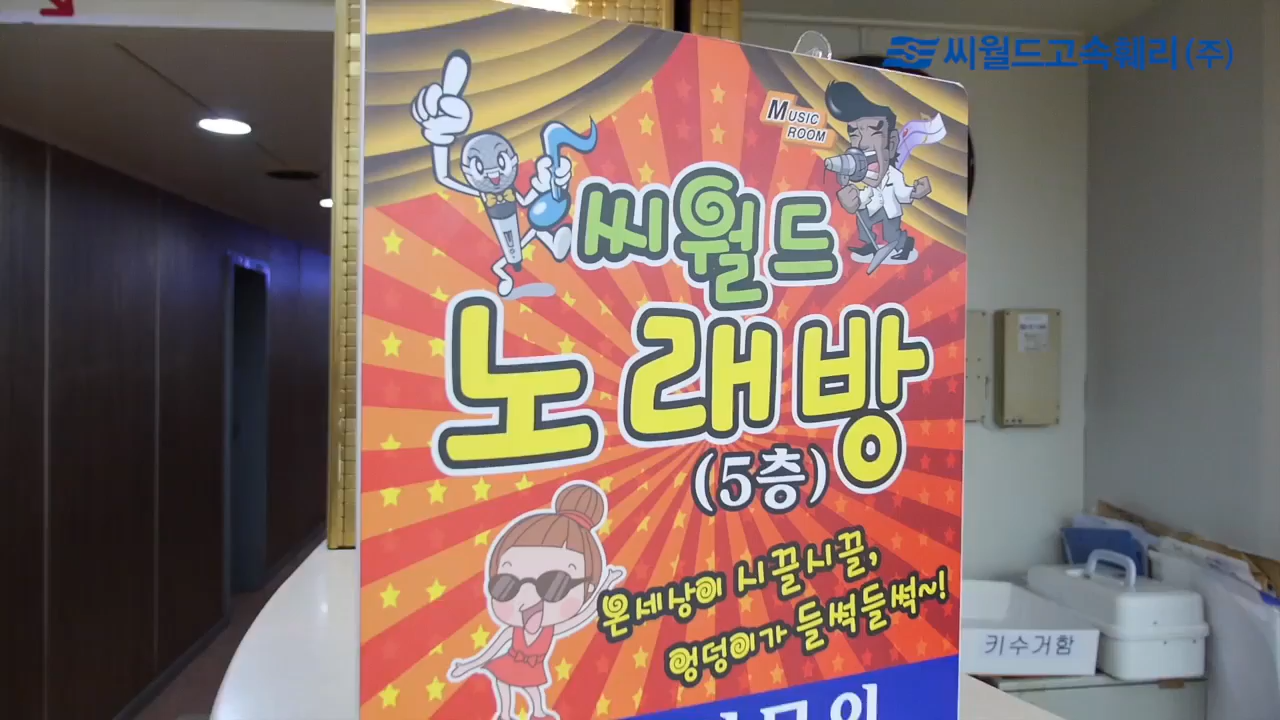 씨월드고속훼리(주)
MUSIC
ROOM
씨월드
노래방
(5층)
온세상이 시끌시끌,
엉덩이가 들썩들썩~!
키수거함